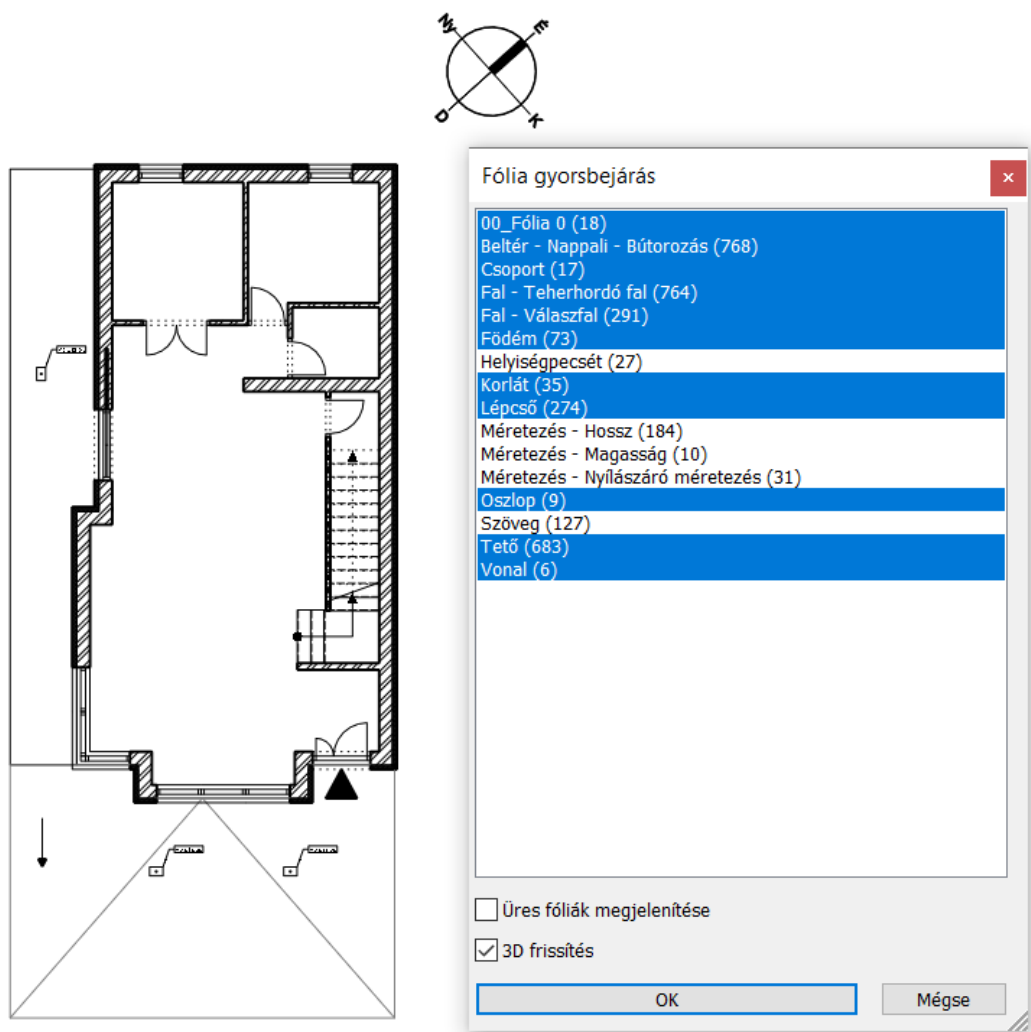 Ny
É
D
K
Fólia gyorsbejárás
00_Fólia 0 (18)
Beltér - Nappali - Bútorozás (768)
Csoport (17)
Fal - Teherhordó fal (764)
Fal - Válaszfal (291)
Födém (73)
Helyiségpecsét (27)
Korlát (35)
Lépcső (274)
Méretezés - Hossz (184)
Méretezés - Magasság (10)
Méretezés - Nyílászáró méretezés (31)
Oszlop (9)
Szöveg (127)
Tető (683)
Vonal (6)
Üres fóliák megjelenítése
3D frissítés
OK
Mégse